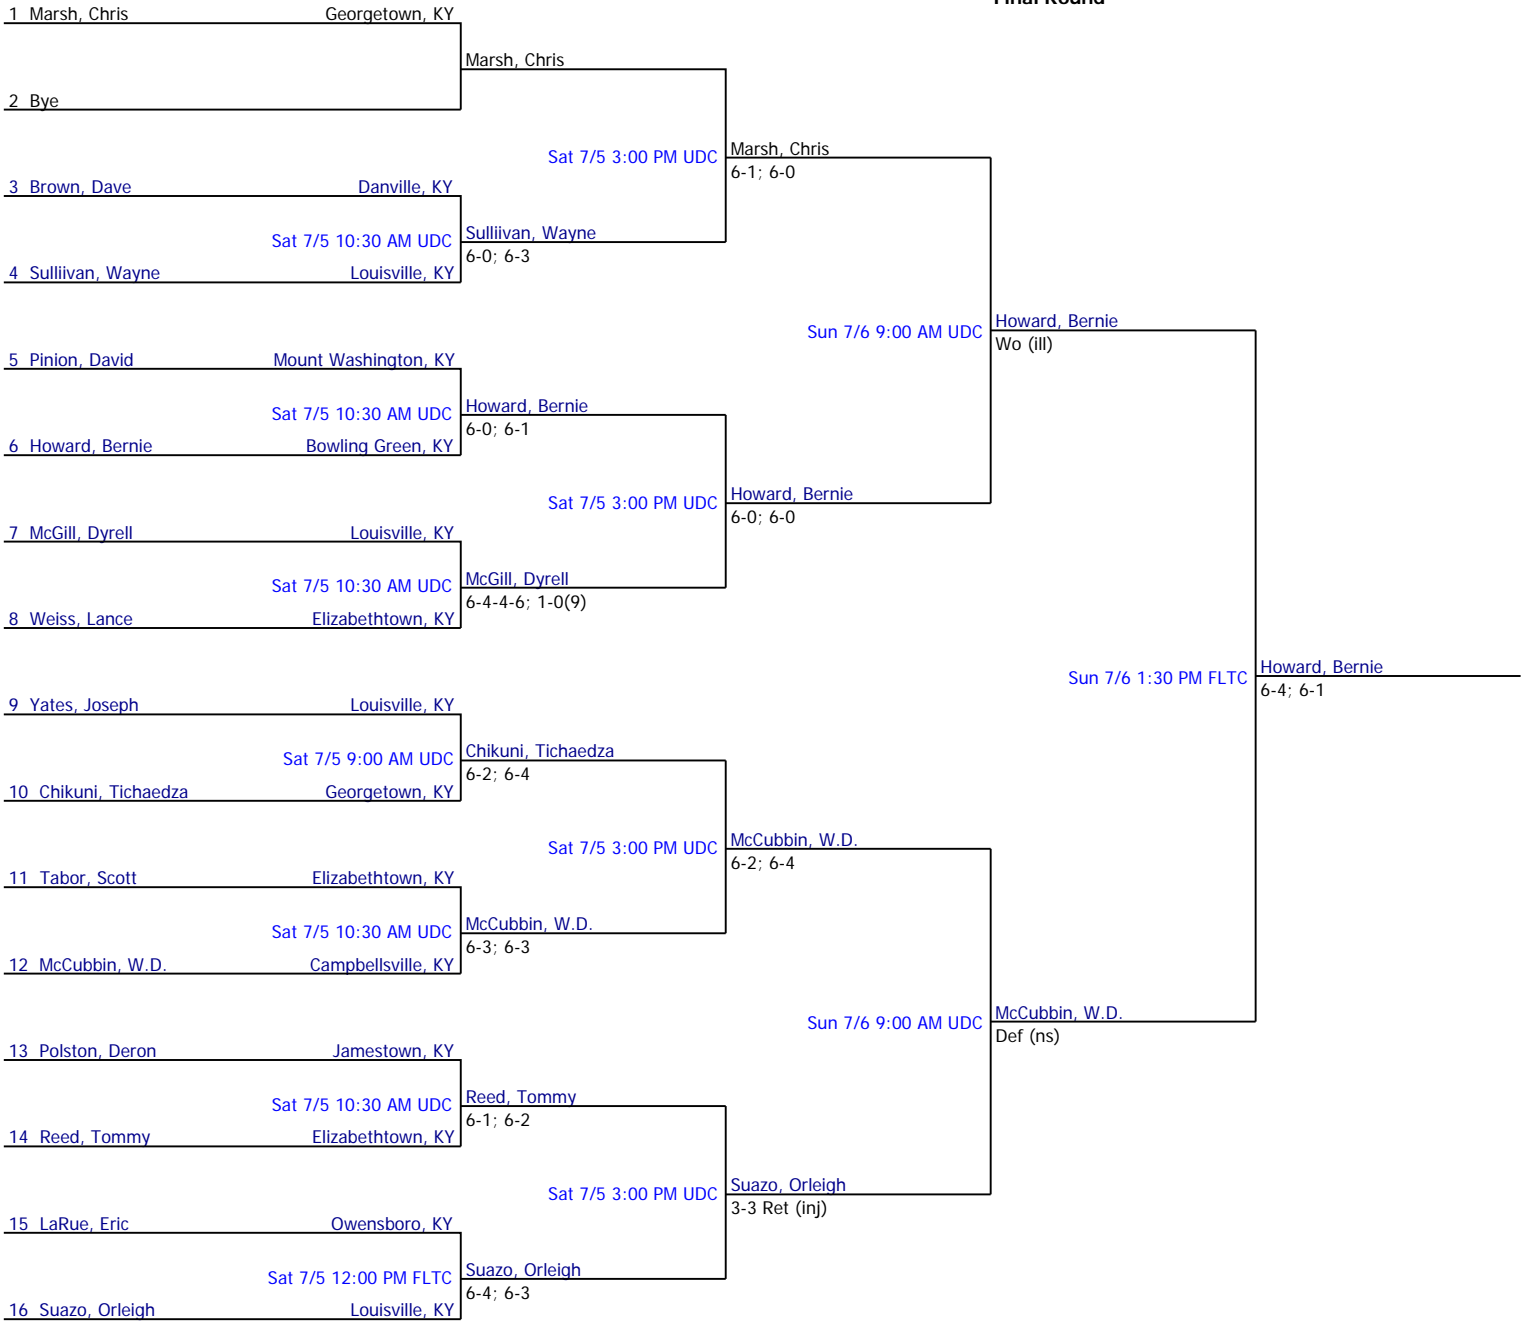 Final Round
1 Marsh, Chris Georgetown, KY
Marsh, Chris
2 Bye
Sat 7/5 3:00 PM UDC Marsh, Chris
6-1; 6-0
3 Brown, Dave Danville, KY
Sat 7/5 10:30 AM UDC Sulliivan, Wayne
6-0; 6-3
4 Sulliivan, Wayne Louisville, KY
Sun 7/6 9:00 AM UDC Howard, Bernie
Wo (ill)
5 Pinion, David Mount Washington, KY
Sat 7/5 10:30 AM UDC Howard, Bernie
6-0; 6-1
6 Howard, Bernie Bowling Green, KY
Sat 7/5 3:00 PM UDC Howard, Bernie
6-0; 6-0
7 McGill, Dyrell Louisville, KY
Sat 7/5 10:30 AM UDC McGill, Dyrell
6-4-4-6; 1-0(9)
8 Weiss, Lance Elizabethtown, KY
Sun 7/6 1:30 PM FLTC Howard, Bernie
6-4; 6-1
9 Yates, Joseph Louisville, KY
Sat 7/5 9:00 AM UDC Chikuni, Tichaedza
6-2; 6-4
10 Chikuni, Tichaedza Georgetown, KY
Sat 7/5 3:00 PM UDC McCubbin, W.D.
6-2; 6-4
11 Tabor, Scott Elizabethtown, KY
Sat 7/5 10:30 AM UDC McCubbin, W.D.
6-3; 6-3
12 McCubbin, W.D. Campbellsville, KY
Sun 7/6 9:00 AM UDC McCubbin, W.D.
Def (ns)
13 Polston, Deron Jamestown, KY
Sat 7/5 10:30 AM UDC Reed, Tommy
6-1; 6-2
14 Reed, Tommy Elizabethtown, KY
Sat 7/5 3:00 PM UDC Suazo, Orleigh
3-3 Ret (inj)
15 LaRue, Eric Owensboro, KY
Sat 7/5 12:00 PM FLTC Suazo, Orleigh
6-4; 6-3
16 Suazo, Orleigh Louisville, KY